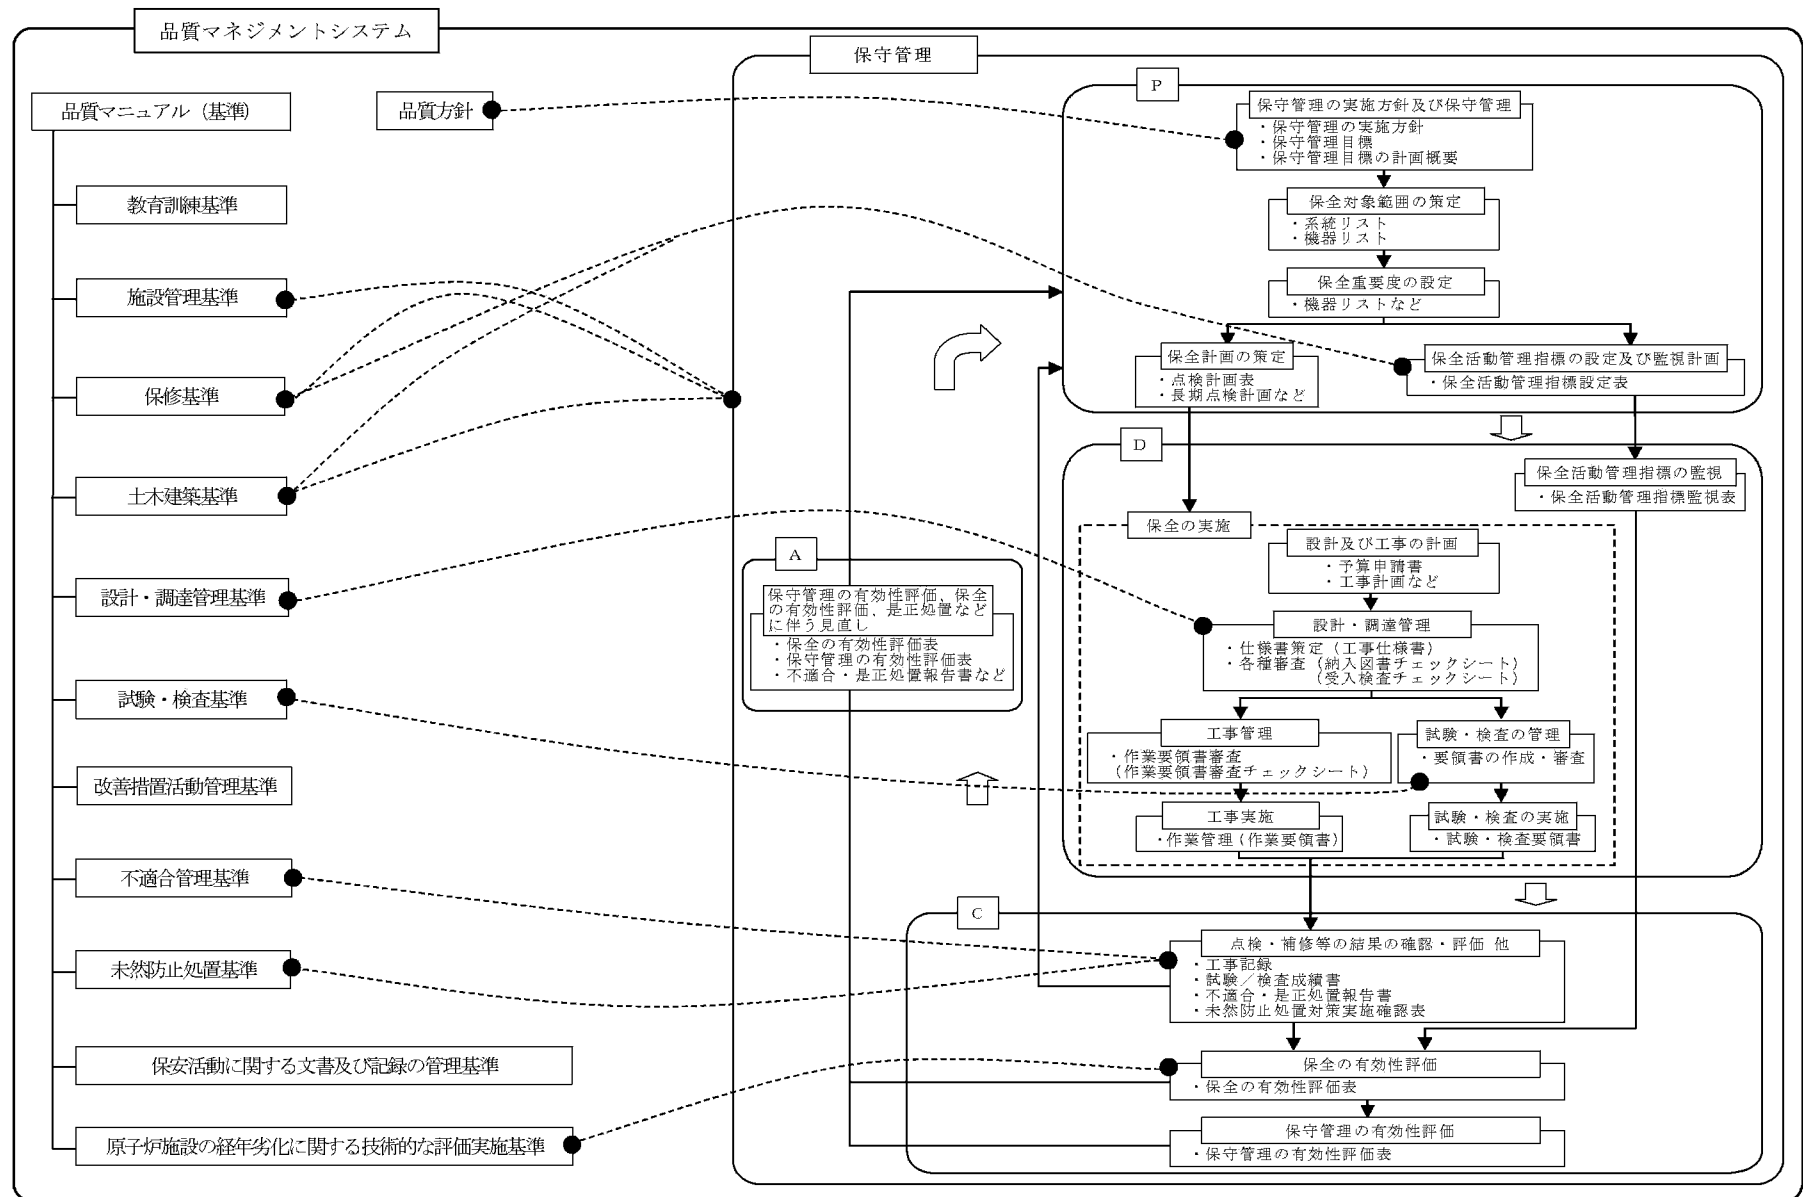 品質マネジメントシステム
品質マニュアル（基準）
品質方針
教育訓練基準
施設管理基準
保修基準
土木建築基準
設計・調達管理基準
試験・検査基準
改善措置活動管理基準
不適合管理基準
未然防止処置基準
保安活動に関する文書及び記録の管理基準
原子炉施設の経年劣化に関する技術的な評価実施基準
保守管理
P
保守管理の実施方針及び保守管理
・保守管理の実施方針
・保守管理目標
・保守管理目標の計画概要
保全対象範囲の策定
・系統リスト
・機器リスト
保全重要度の設定
・機器リストなど
保全計画の策定
・点検計画表
・長期点検計画など
保全活動管理指標の設定及び監視計画
・保全活動管理指標設定表
D
保全活動管理指標の監視
・保全活動管理指標監視表
保全の実施
設計及び工事の計画
・予算申請書
・工事計画など
設計・調達管理
・仕様書策定（工事仕様書）
・各種審査（納入図書チェックシート）
（受入検査チェックシート）
工事管理
・作業要領書審査
（作業要領書審査チェックシート）
試験・検査の管理
・要領書の作成・審査
工事実施
・作業管理（作業要領書）
試験・検査の実施
・試験・検査要領書
A
保守管理の有効性評価、保全
の有効性評価、是正処置など
に伴う見直し
・保全の有効性評価表
・保守管理の有効性評価表
・不適合・是正処置報告書など
C
点検・補修等の結果の確認・評価 他
・工事記録
・試験／検査成績書
・不適合・是正処置報告書
・未然防止処置対策実施確認表
保全の有効性評価
・保全の有効性評価表
保守管理の有効性評価
・保守管理の有効性評価表